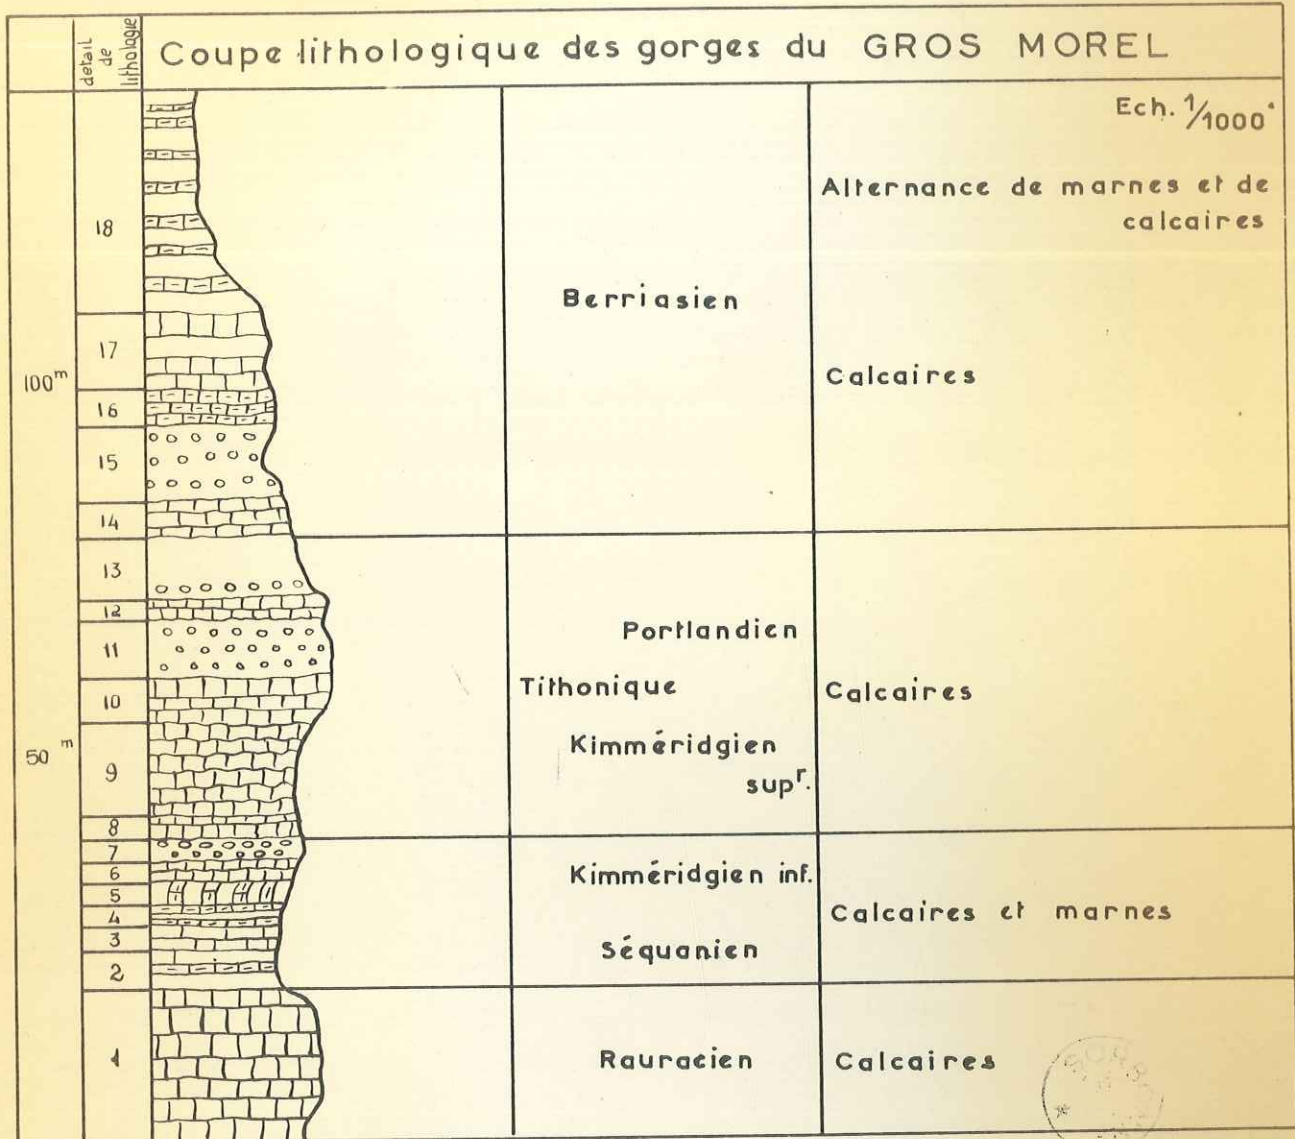 détail
de
lithologie
Coupe lithologique des gorges du GROS MOREL
Ech. 1/1000
18
17
16
15
14
13
12
11
10
9
8
7
6
5
4
3
2
1
100 m
50 m
Berriasien
Alternance de marnes et de
calcaires
Calcaires
Portlandien
Tithonique
Kimméridgien
supr.
Calcaires
Kimméridgien inf.
Séquanien
Calcaires et marnes
Rauracien
Calcaires